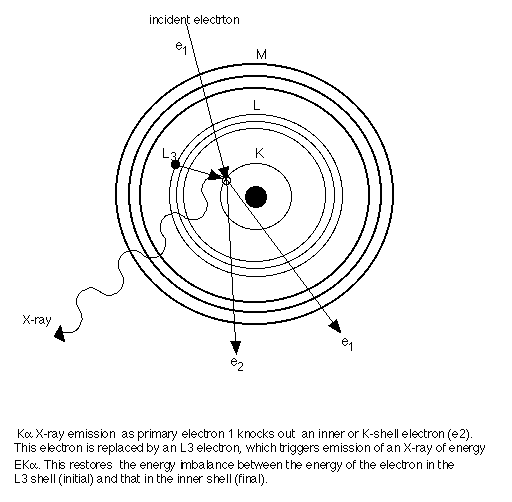 incident electrton
e1
M
L
L3
K
X-ray
e1
e2
Kα X-ray emission as primary electron 1 knocks out an inner or K-shell electron (e2).
This electron is replaced by an L3 electron, which triggers emission of an X-ray of energy
EKα. This restores the energy imbalance between the energy of the electron in the
L3 shell (initial) and that in the inner shell (final).